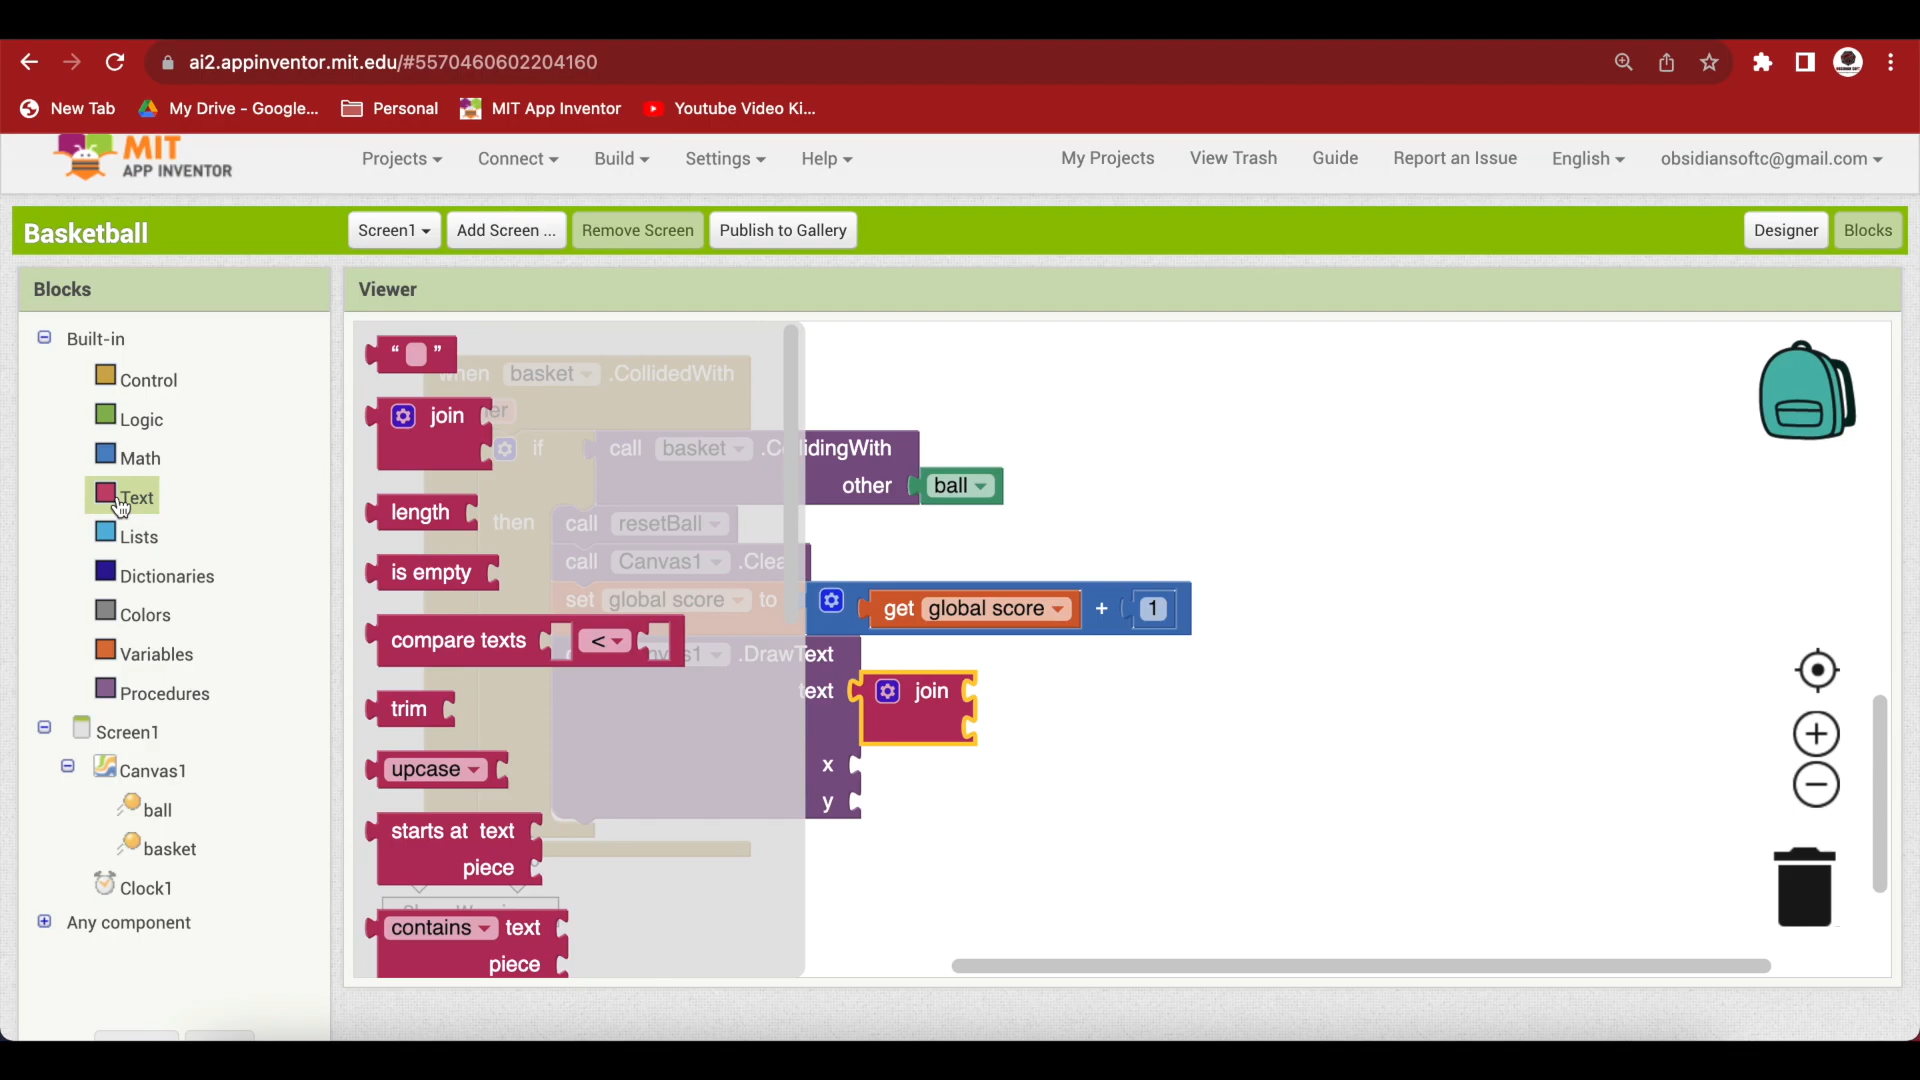 ai2.appinventor.mit.edu/#5570460602204160
New Tab My Drive - Google... Personal MIT App Inventor Youtube Video Ki...
MIT
APP INVENTOR
Projects Connect Build Settings Help My Projects View Trash Guide Report an Issue English obsidiansoftc@gmail.com
Basketball Screen1 Add Screen ... Remove Screen Publish to Gallery Designer Blocks
Blocks
Viewer
Built-in
Control
Logic
Math
Text
Lists
Dictionaries
Colors
Variables
Procedures
Screen1
Canvas1
ball
basket
Clock1
Any component
“ ”
join
length
is empty
compare texts <
trim
upcase
starts at text
piece
contains text
piece
when basket .CollidedWith
if call basket .CollidingWith
other ball
then call resetBall
call Canvas1
set global score to get global score + 1
.DrawText
text join
x
y